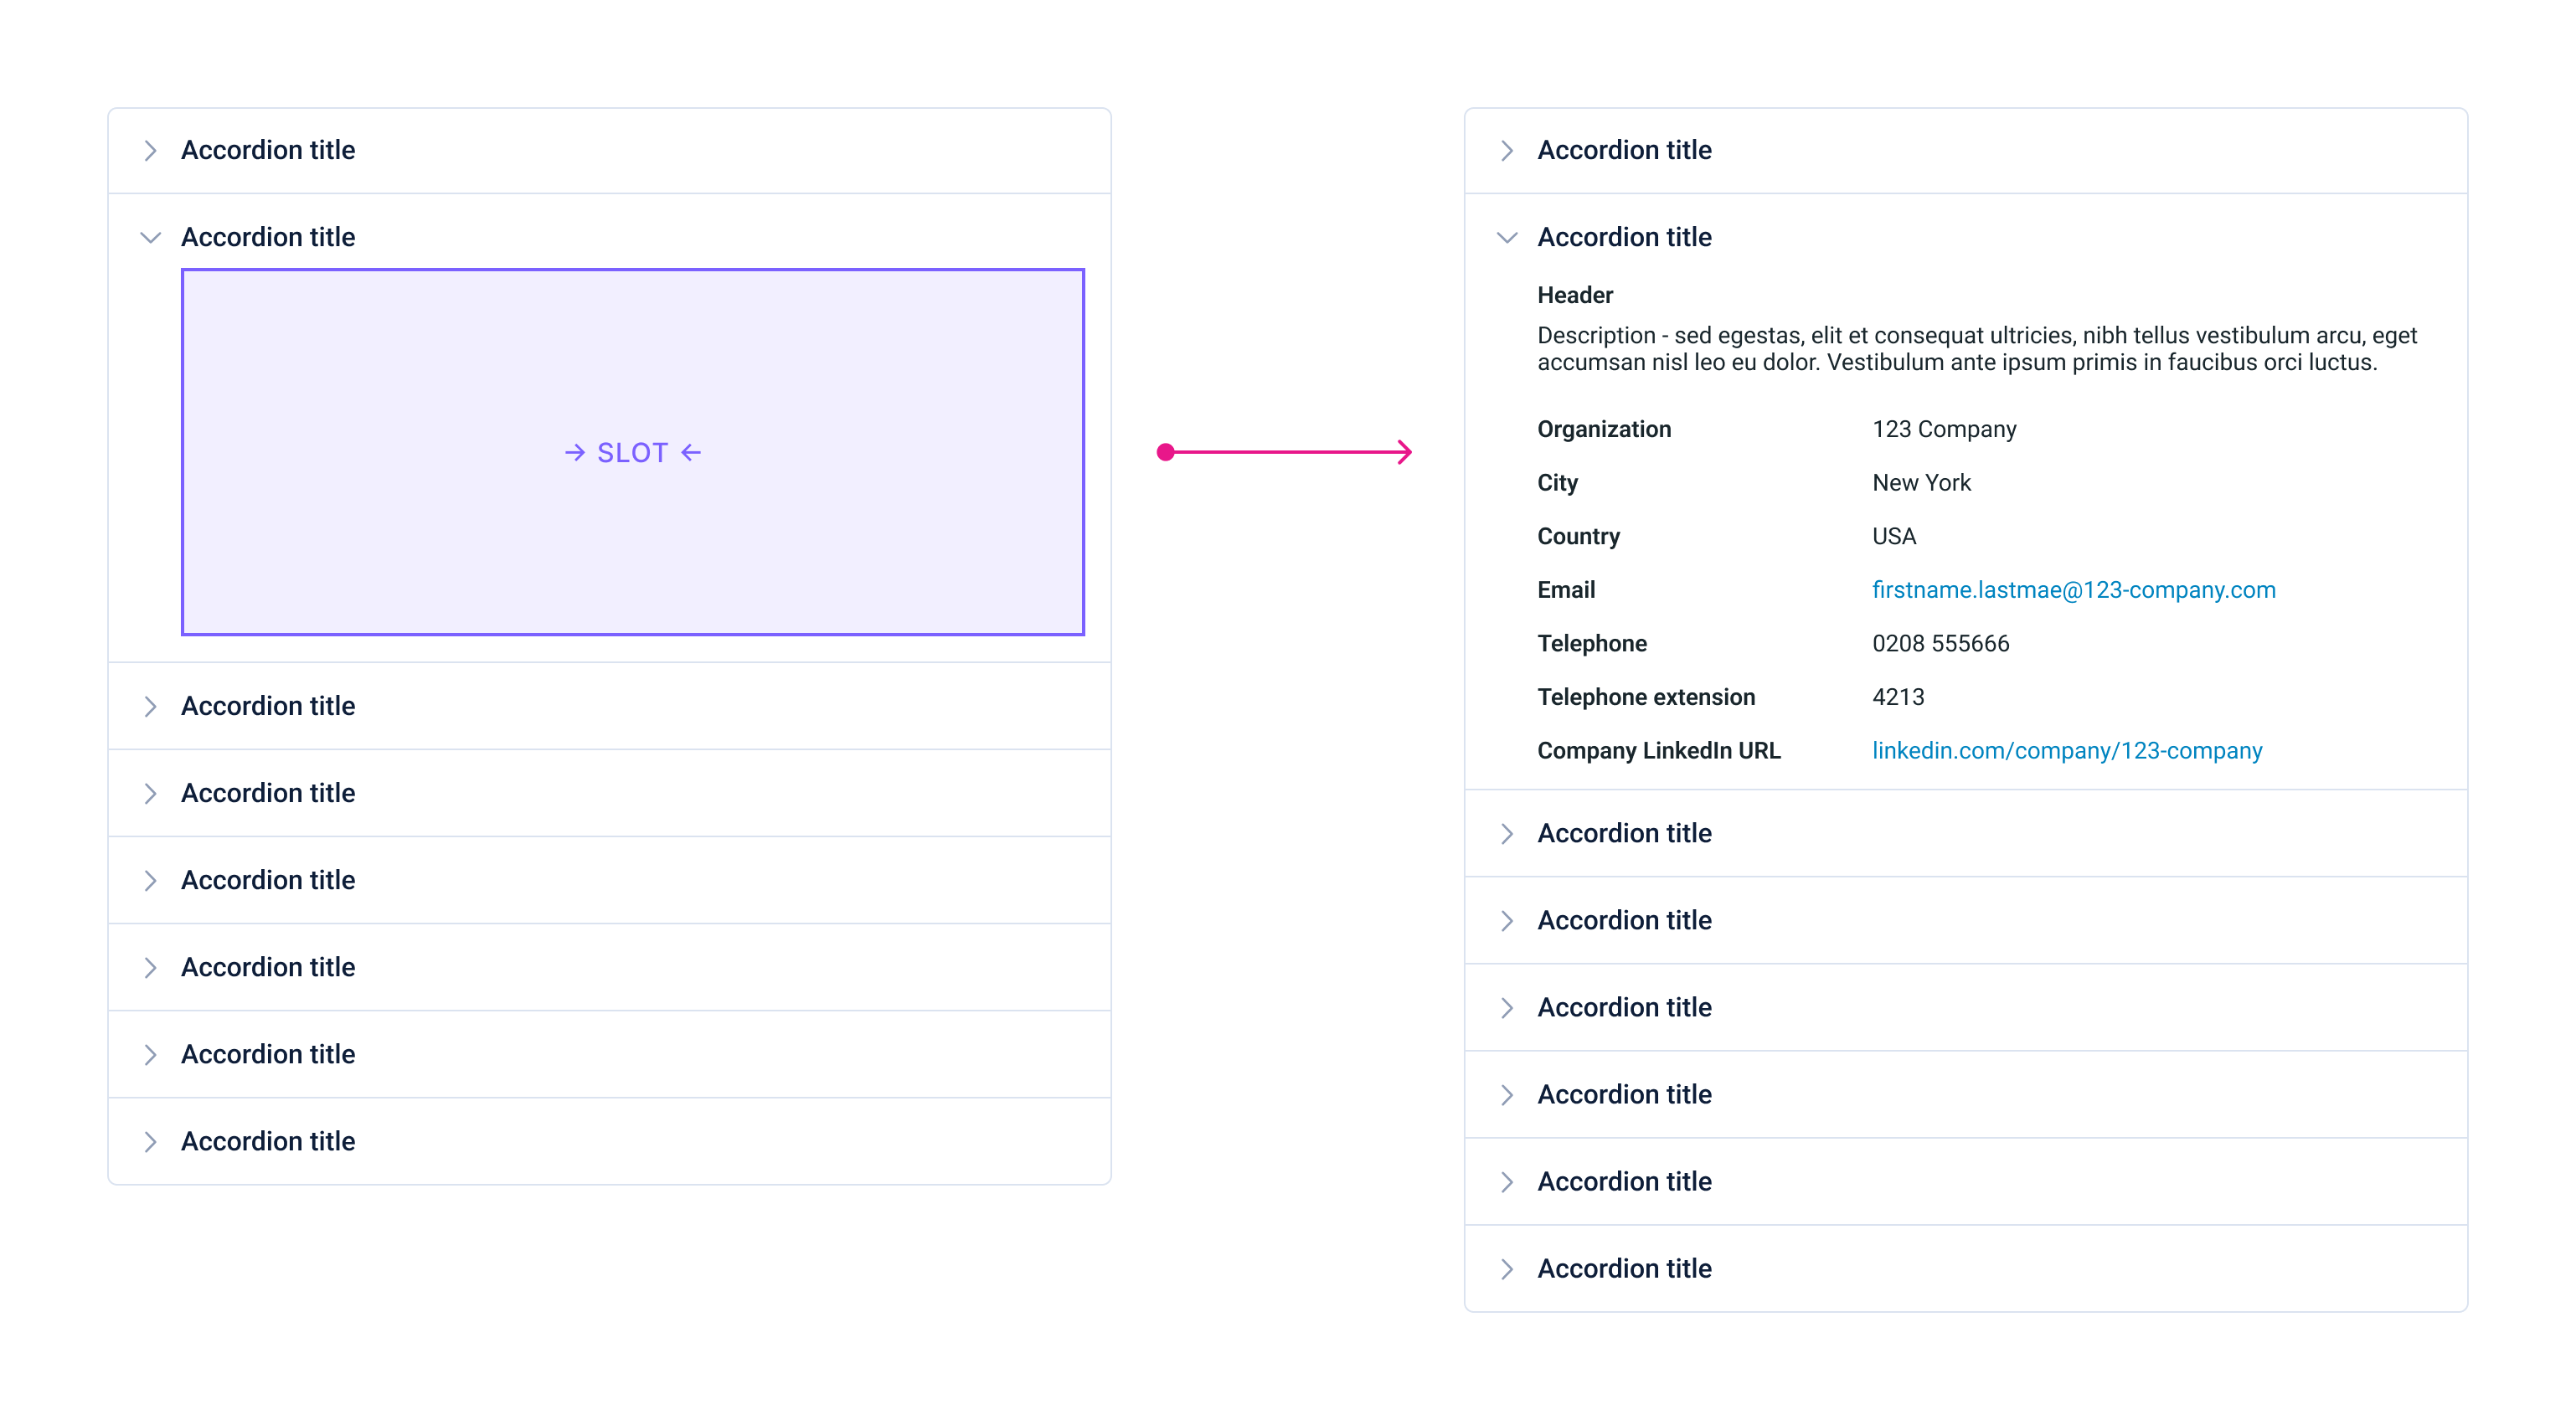 Accordion title
Accordion title
→ SLOT ←
Accordion title
Accordion title
Accordion title
Accordion title
Accordion title
Accordion title
Accordion title
Accordion title
Header
Description - sed egestas, elit et consequat ultricies, nibh tellus vestibulum arcu, eget
accumsan nisl leo eu dolor. Vestibulum ante ipsum primis in faucibus orci luctus.
Organization 123 Company
City New York
Country USA
Email firstname.lastmae@123-company.com
Telephone 0208 555666
Telephone extension 4213
Company LinkedIn URL linkedin.com/company/123-company
Accordion title
Accordion title
Accordion title
Accordion title
Accordion title
Accordion title